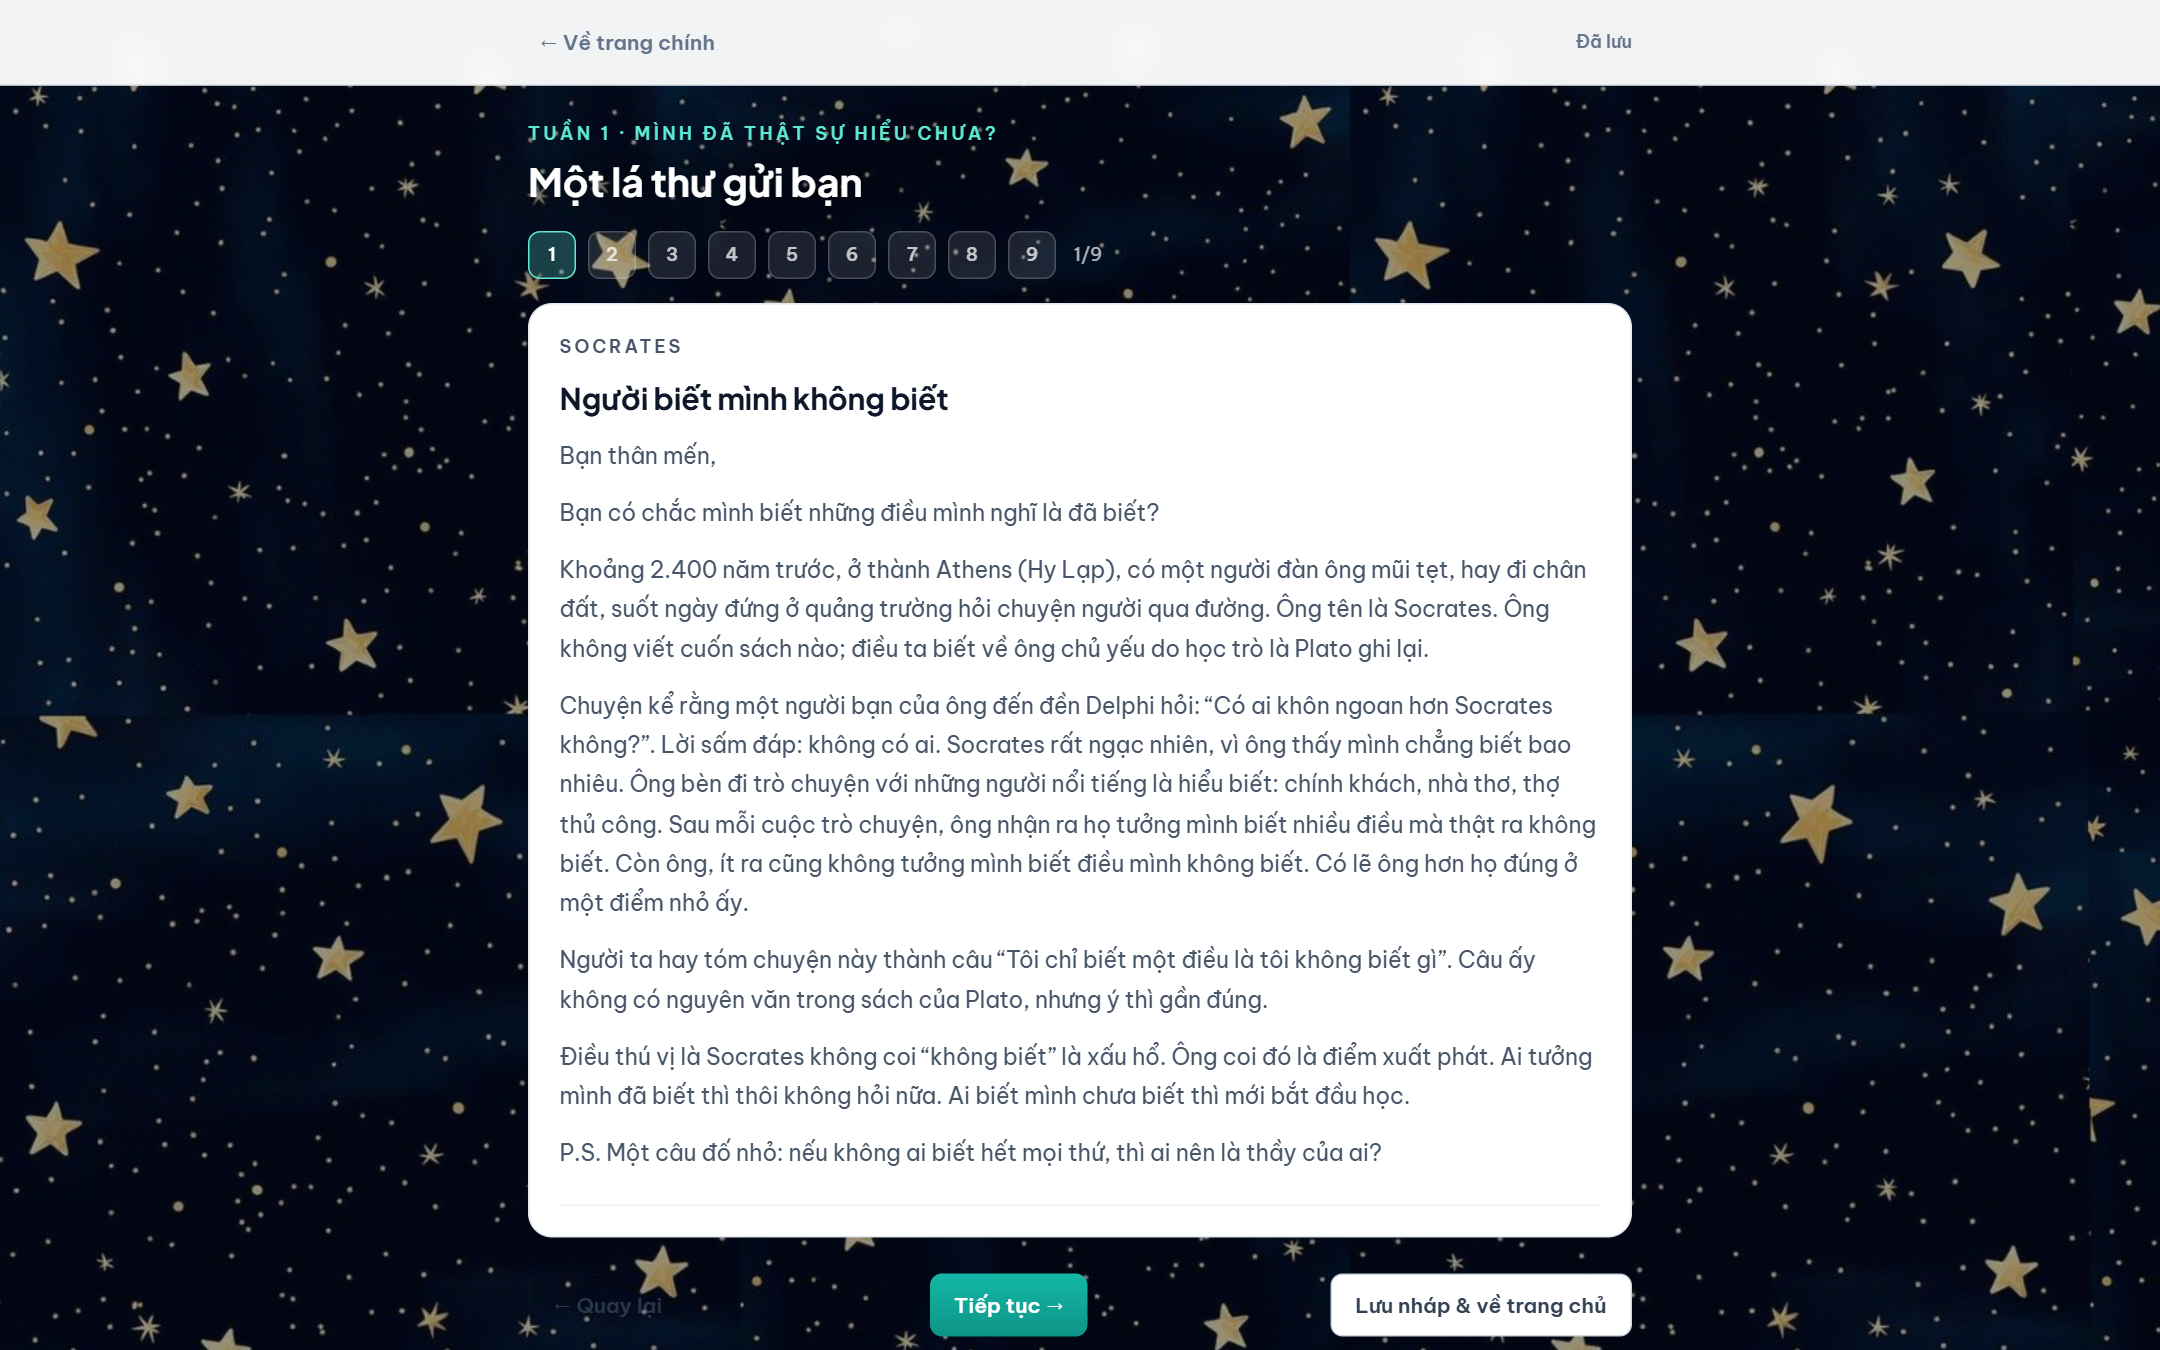 ← Về trang chính
Đã lưu
TUẦN 1 · MÌNH ĐÃ THẬT SỰ HIỂU CHƯA?
Một lá thư gửi bạn
1 2 3 4 5 6 7 8 9 1/9
SOCRATES
Người biết mình không biết
Bạn thân mến,
Bạn có chắc mình biết những điều mình nghĩ là đã biết?
Khoảng 2.400 năm trước, ở thành Athens (Hy Lạp), có một người đàn ông mũi tẹt, hay đi chân
đất, suốt ngày đứng ở quảng trường hỏi chuyện người qua đường. Ông tên là Socrates. Ông
không viết cuốn sách nào; điều ta biết về ông chủ yếu do học trò là Plato ghi lại.
Chuyện kể rằng một người bạn của ông đến đền Delphi hỏi: “Có ai khôn ngoan hơn Socrates
không?”. Lời sấm đáp: không có ai. Socrates rất ngạc nhiên, vì ông thấy mình chẳng biết bao
nhiêu. Ông bèn đi trò chuyện với những người nổi tiếng là hiểu biết: chính khách, nhà thơ, thợ
thủ công. Sau mỗi cuộc trò chuyện, ông nhận ra họ tưởng mình biết nhiều điều mà thật ra không
biết. Còn ông, ít ra cũng không tưởng mình biết điều mình không biết. Có lẽ ông hơn họ đúng ở
một điểm nhỏ ấy.
Người ta hay tóm chuyện này thành câu “Tôi chỉ biết một điều là tôi không biết gì”. Câu ấy
không có nguyên văn trong sách của Plato, nhưng ý thì gần đúng.
Điều thú vị là Socrates không coi “không biết” là xấu hổ. Ông coi đó là điểm xuất phát. Ai tưởng
mình đã biết thì thôi không hỏi nữa. Ai biết mình chưa biết thì mới bắt đầu học.
P.S. Một câu đố nhỏ: nếu không ai biết hết mọi thứ, thì ai nên là thầy của ai?
← Quay lại
Tiếp tục →
Lưu nháp & về trang chủ